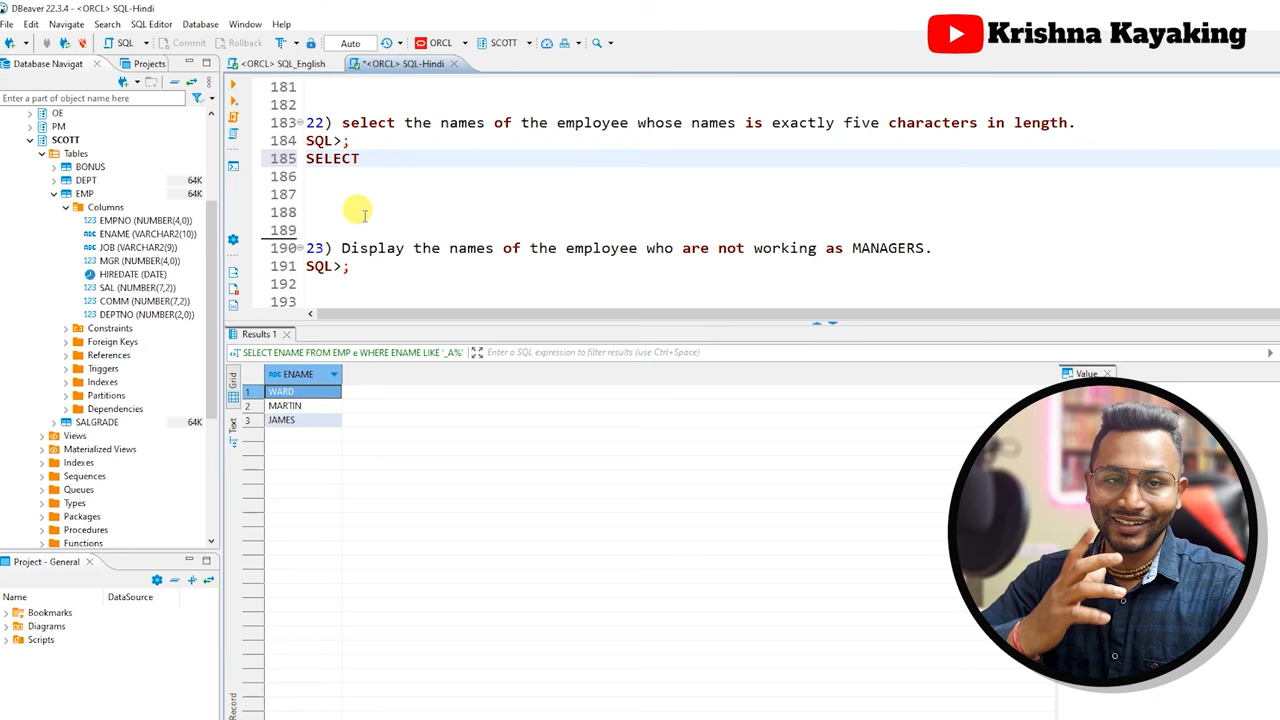 DBeaver 22.3.4 - <ORCL> SQL-Hindi
File Edit Navigate Search SQL Editor Database Window Help
SQL Commit Rollback Auto ORCL SCOTT
Krishna Kayaking
Database Navigat Projects
Enter a part of object name here
OE
PM
SCOTT
Tables
BONUS
DEPT 64K
EMP 64K
Columns
EMPNO (NUMBER(4,0))
ENAME (VARCHAR2(10))
JOB (VARCHAR2(9))
MGR (NUMBER(4,0))
HIREDATE (DATE)
SAL (NUMBER(7,2))
COMM (NUMBER(7,2))
DEPTNO (NUMBER(2,0))
Constraints
Foreign Keys
References
Triggers
Indexes
Partitions
Dependencies
SALGRADE 64K
Views
Materialized Views
Indexes
Sequences
Queues
Types
Packages
Procedures
Functions
Project - General
Name DataSource
Bookmarks
Diagrams
Scripts
<ORCL> SQL_English *<ORCL> SQL-Hindi
181
182
183 22) select the names of the employee whose names is exactly five characters in length.
184 SQL>;
185 SELECT
186
187
188
189
190 23) Display the names of the employee who are not working as MANAGERS.
191 SQL>;
192
193
Results 1
SELECT ENAME FROM EMP e WHERE ENAME LIKE '_A%' Enter a SQL expression to filter results (use Ctrl+Space)
Grid
Text
Record
ENAME
1 WARD
2 MARTIN
3 JAMES
Value